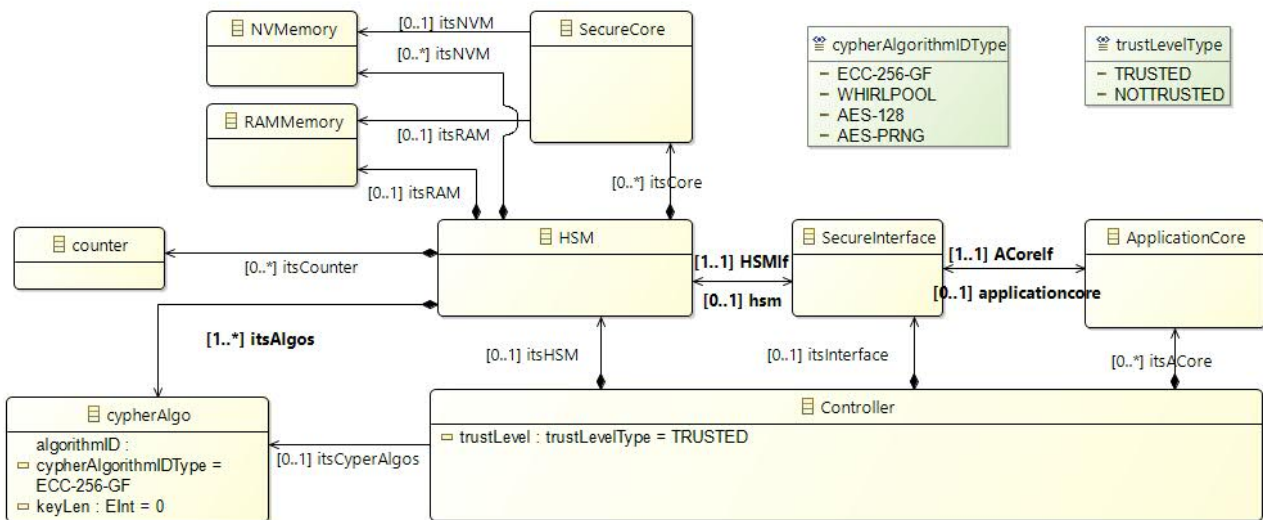 NVMemory
[0..1] itsNVM
SecureCore
[0..*] itsNVM
cypherAlgorithmIDType
– ECC-256-GF
– WHIRLPOOL
– AES-128
– AES-PRNG
trustLevelType
– TRUSTED
– NOTTRUSTED
RAMMemory
[0..1] itsRAM
[0..1] itsRAM
[0..*] itsCore
counter
[0..*] itsCounter
HSM
[1..1] HSMIf
[0..1] hsm
SecureInterface
[1..1] ACoreIf
[0..1] applicationcore
ApplicationCore
[1..*] itsAlgos
[0..1] itsHSM
[0..1] itsInterface
[0..*] itsACore
cypherAlgo
algorithmID :
cypherAlgorithmIDType =
ECC-256-GF
keyLen : EInt = 0
[0..1] itsCyperAlgos
Controller
trustLevel : trustLevelType = TRUSTED